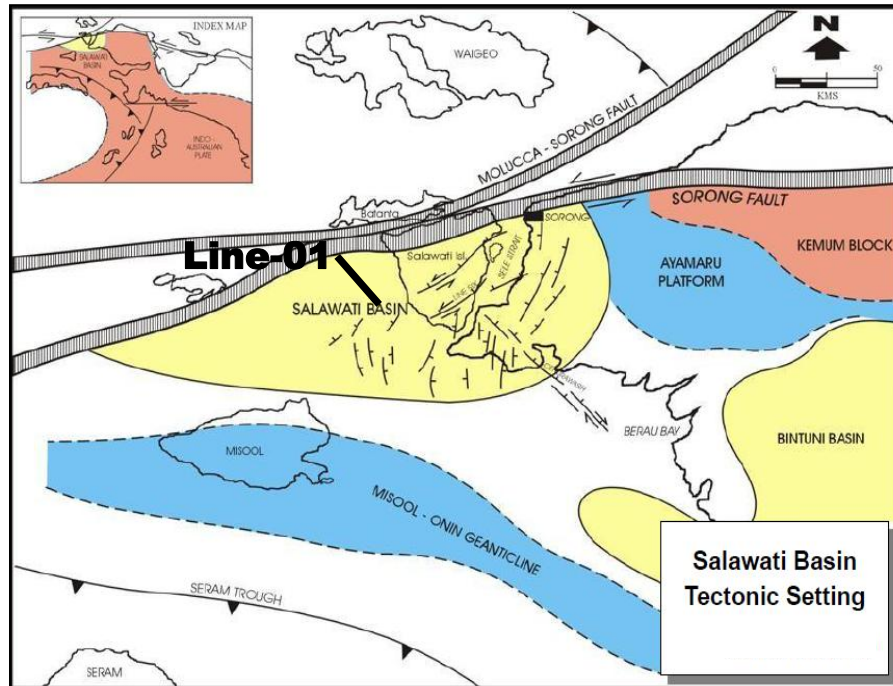 INDEX MAP
SALAWATI
BASIN
INDO -
AUSTRALIAN
PLATE
WAIGEO
N
0
50
KMS
MOLUCCA - SORONG FAULT
Batanta
SORONG
SORONG FAULT
KEMUM BLOCK
Line-01
Salawati Isl.
SELE STRAIT
AYAMARU
PLATFORM
SALAWATI BASIN
BERAU BAY
BINTUNI BASIN
MISOOL
MISOOL - ONIN GEANTICLINE
SERAM TROUGH
SERAM
Salawati Basin
Tectonic Setting